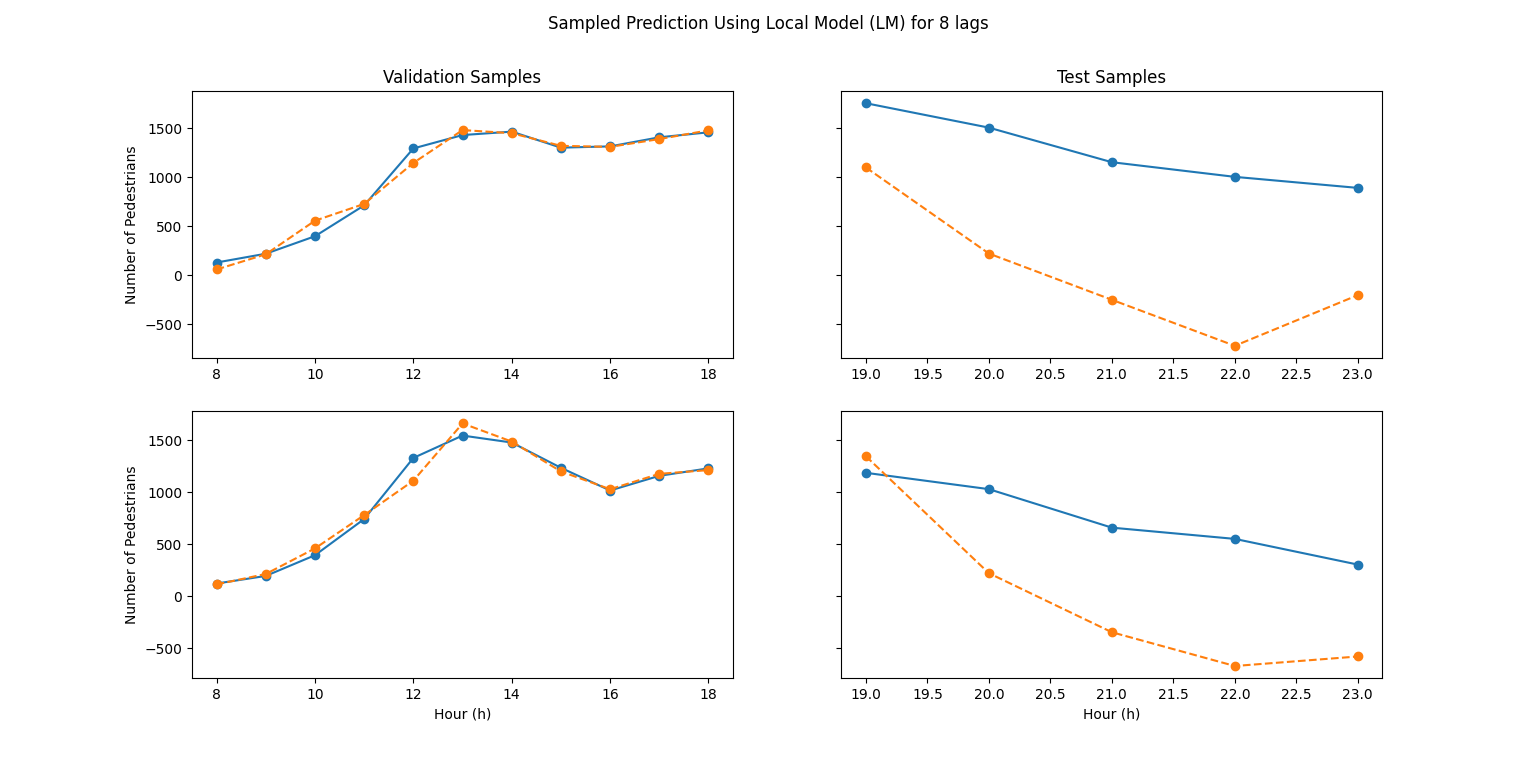 Sampled Prediction Using Local Model (LM) for 8 lags
Validation Samples
Test Samples
Number of Pedestrians
1500
1000
500
0
−500
8 10 12 14 16 18
19.0 19.5 20.0 20.5 21.0 21.5 22.0 22.5 23.0
Number of Pedestrians
1500
1000
500
0
−500
8 10 12 14 16 18
Hour (h)
19.0 19.5 20.0 20.5 21.0 21.5 22.0 22.5 23.0
Hour (h)